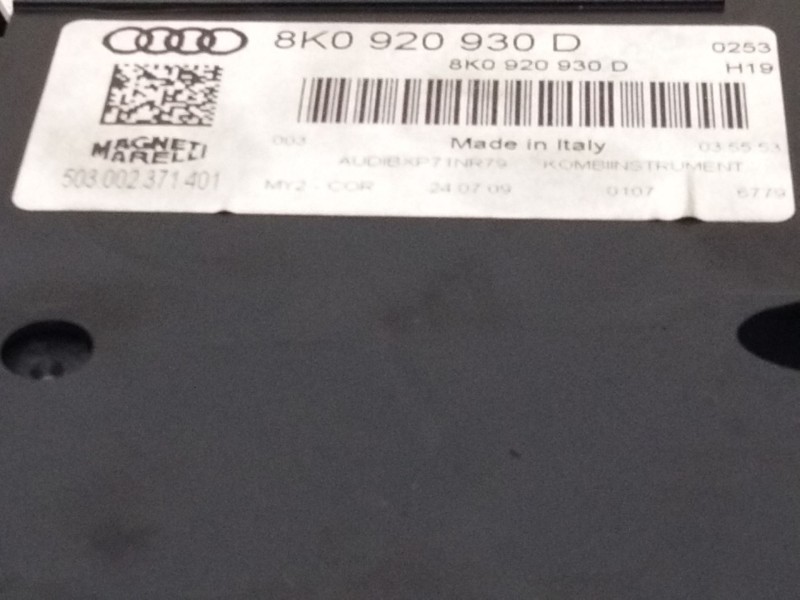 8K0 920 930 D 0253
8K0 920 930 D H19
MAGNETI
MARELLI
503.002.371.401
003 Made in Italy 03:55:53
KOMBIINSTRUMENT
MY2 - COR 24.07.09 0107 6779